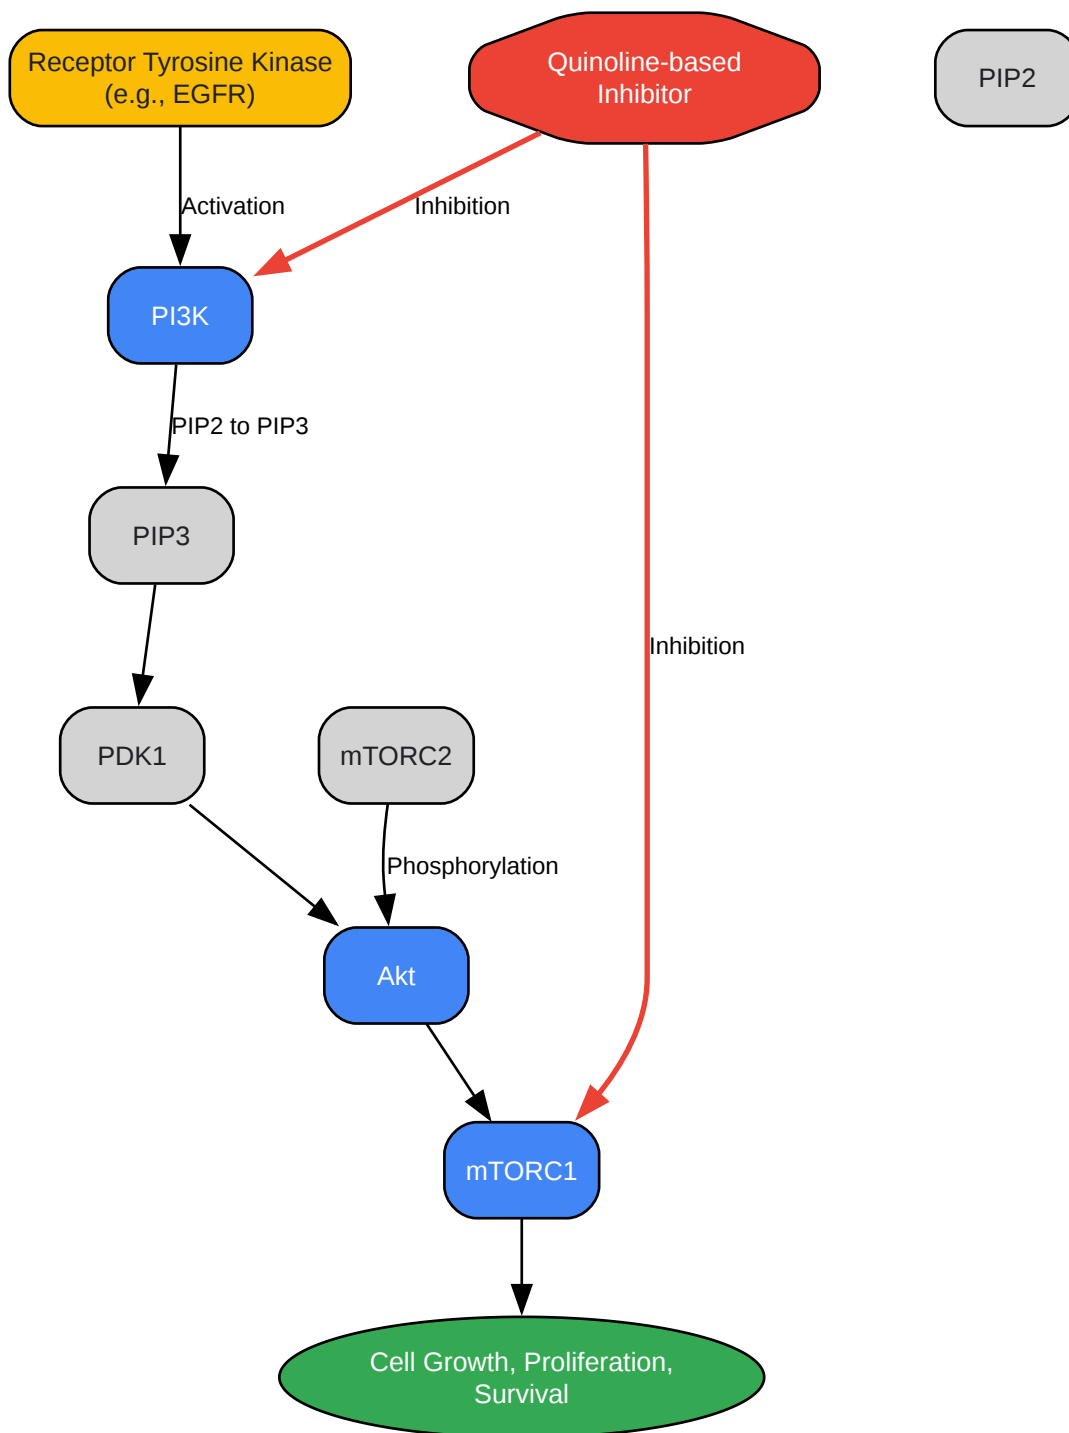 Receptor Tyrosine Kinase
(e.g., EGFR)
Quinoline-based
Inhibitor
PIP2
Activation
Inhibition
PI3K
PIP2 to PIP3
PIP3
Inhibition
PDK1
mTORC2
Phosphorylation
Akt
mTORC1
Cell Growth, Proliferation,
Survival